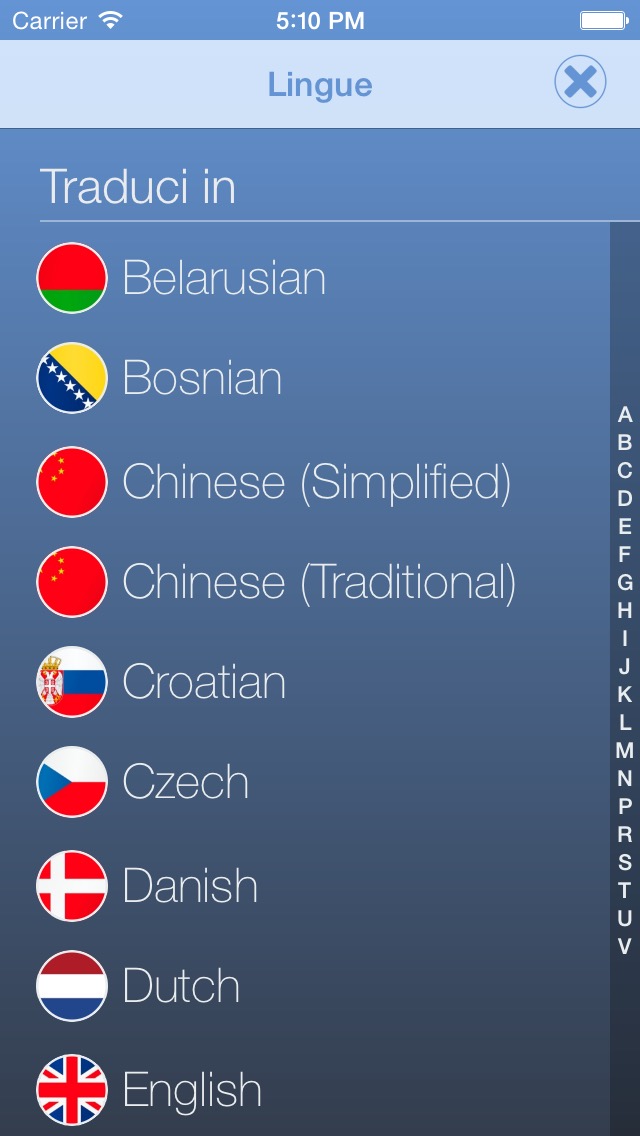 Carrier 5:10 PM
Lingue
Traduci in
Belarusian
Bosnian
Chinese (Simplified)
Chinese (Traditional)
Croatian
Czech
Danish
Dutch
English
A
B
C
D
E
F
G
H
I
J
K
L
M
N
P
R
S
T
U
V